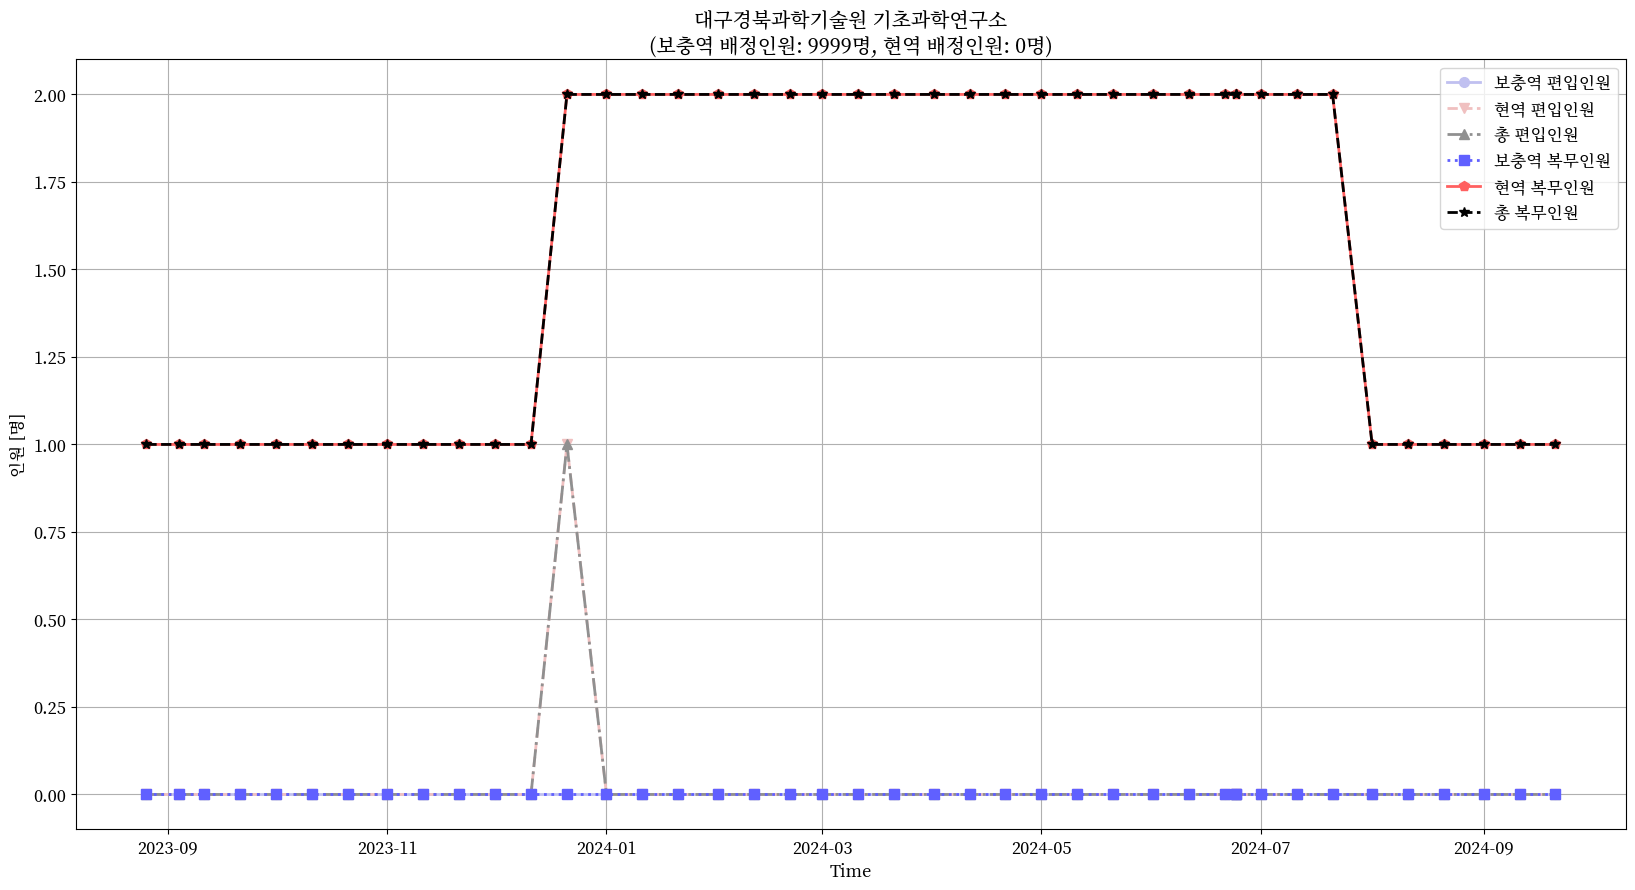 대구경북과학기술원 기초과학연구소
(보충역 배정인원: 9999명, 현역 배정인원: 0명)
보충역 편입인원
현역 편입인원
총 편입인원
보충역 복무인원
현역 복무인원
총 복무인원
인원 [명]
2.00
1.75
1.50
1.25
1.00
0.75
0.50
0.25
0.00
2023-09
2023-11
2024-01
2024-03
2024-05
2024-07
2024-09
Time